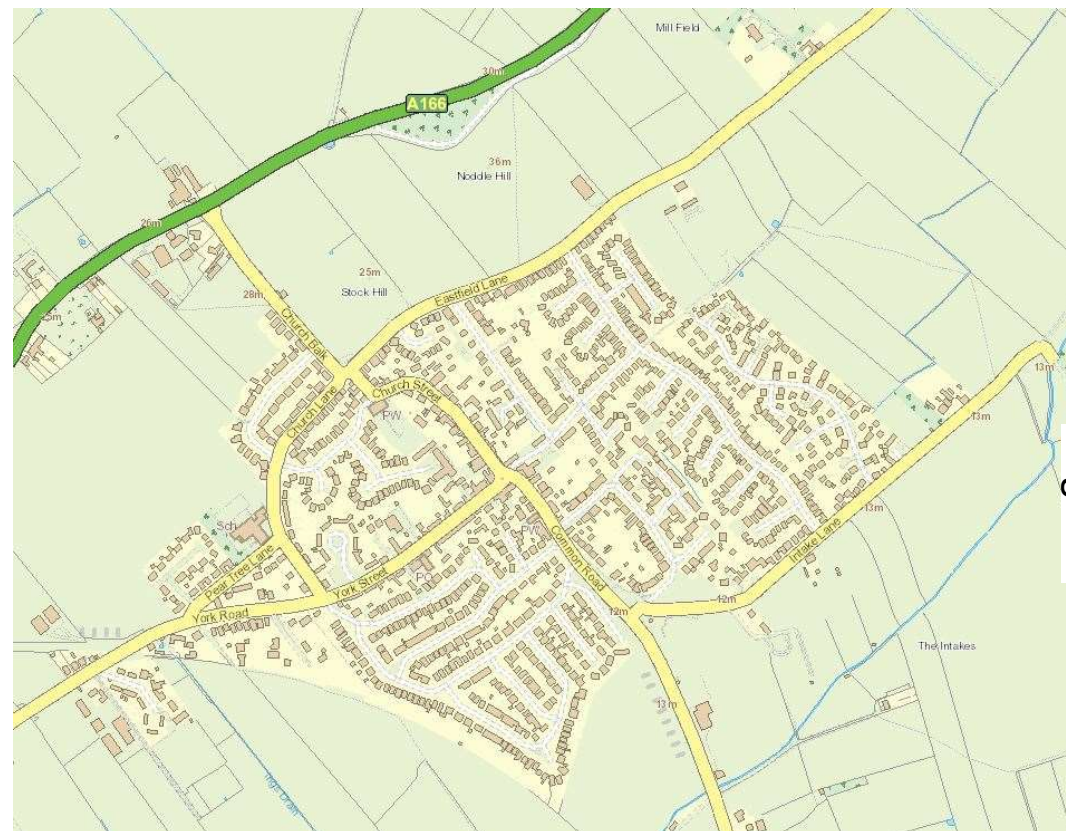 Mill Field
30m
A166
36m
Noddle Hill
26m
25m
Stock Hill
28m
Eastfield Lane
Church Balk
Church Street
Church Lane
PW
13m
13m
13m
Sch
PW
Common Road
Intake Lane
Pear Tree Lane
York Street
PO
York Road
12m
12m
The Intakes
13m
Ings Drain